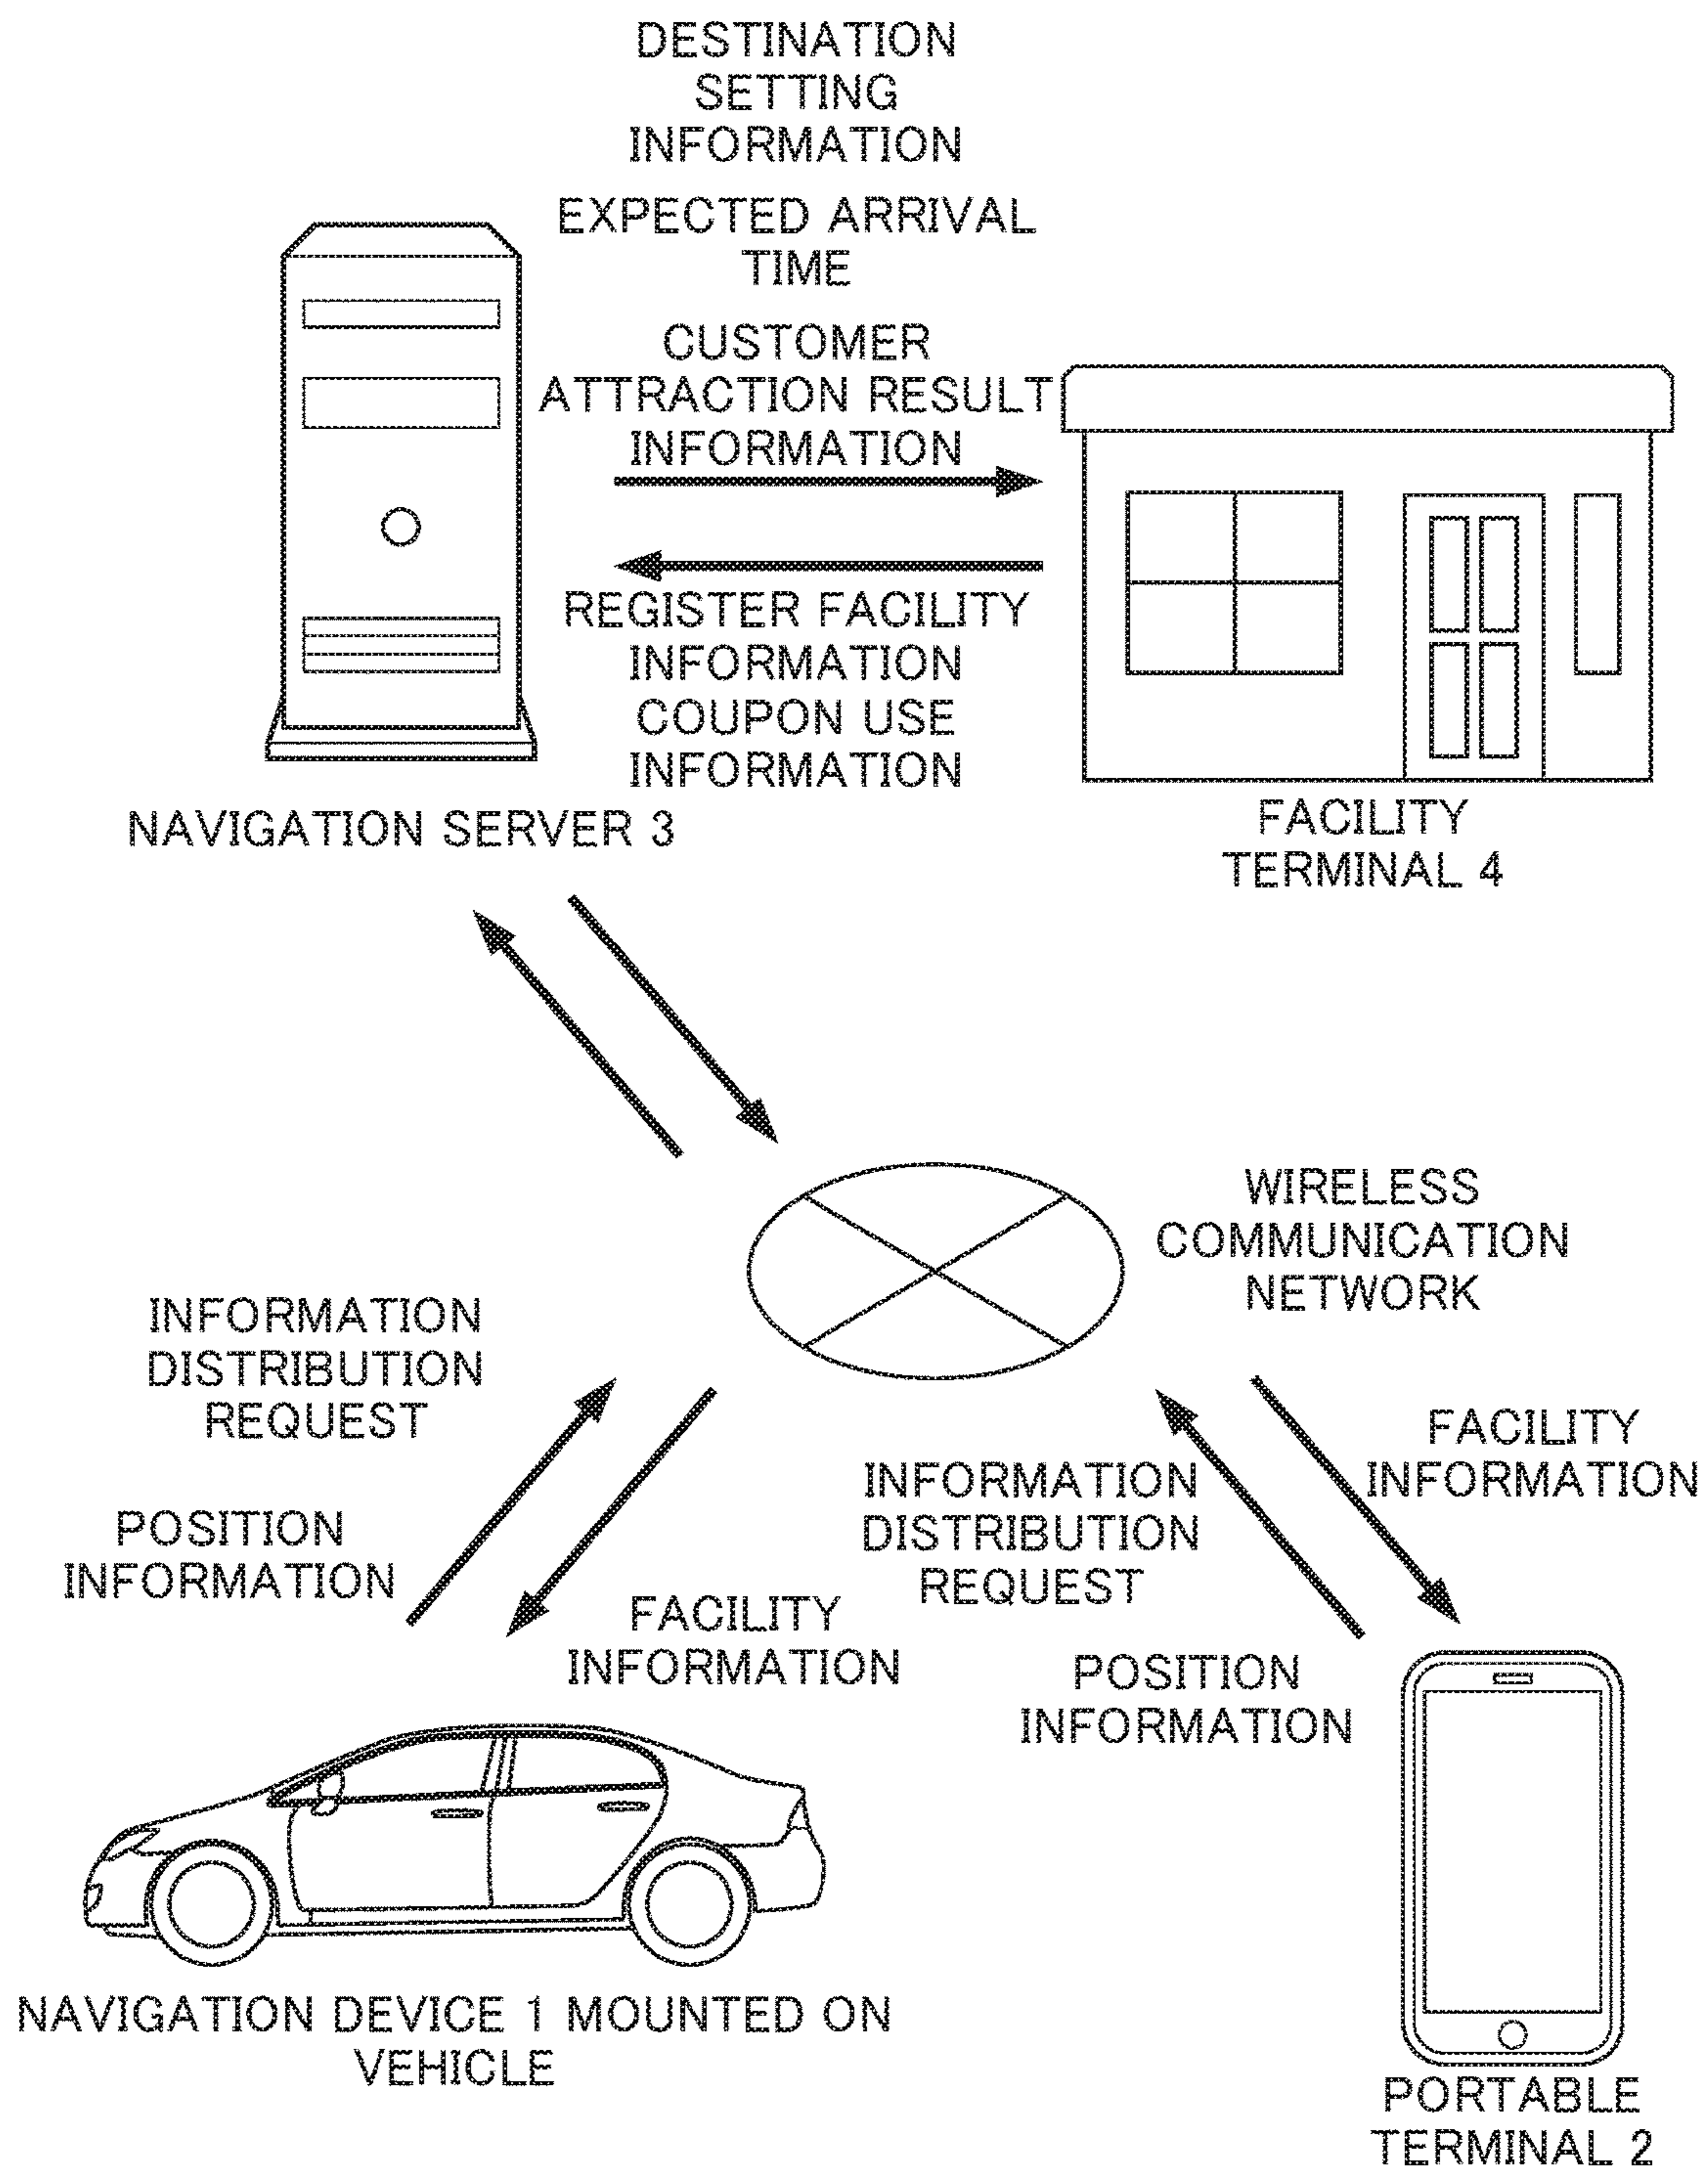 DESTINATION
SETTING
INFORMATION
EXPECTED ARRIVAL
TIME
CUSTOMER
ATTRACTION RESULT
INFORMATION
REGISTER FACILITY
INFORMATION
COUPON USE
INFORMATION
NAVIGATION SERVER 3
FACILITY
TERMINAL 4
WIRELESS
COMMUNICATION
NETWORK
INFORMATION
DISTRIBUTION
REQUEST
POSITION
INFORMATION
FACILITY
INFORMATION
INFORMATION
DISTRIBUTION
REQUEST
POSITION
INFORMATION
FACILITY
INFORMATION
NAVIGATION DEVICE 1 MOUNTED ON
VEHICLE
PORTABLE
TERMINAL 2